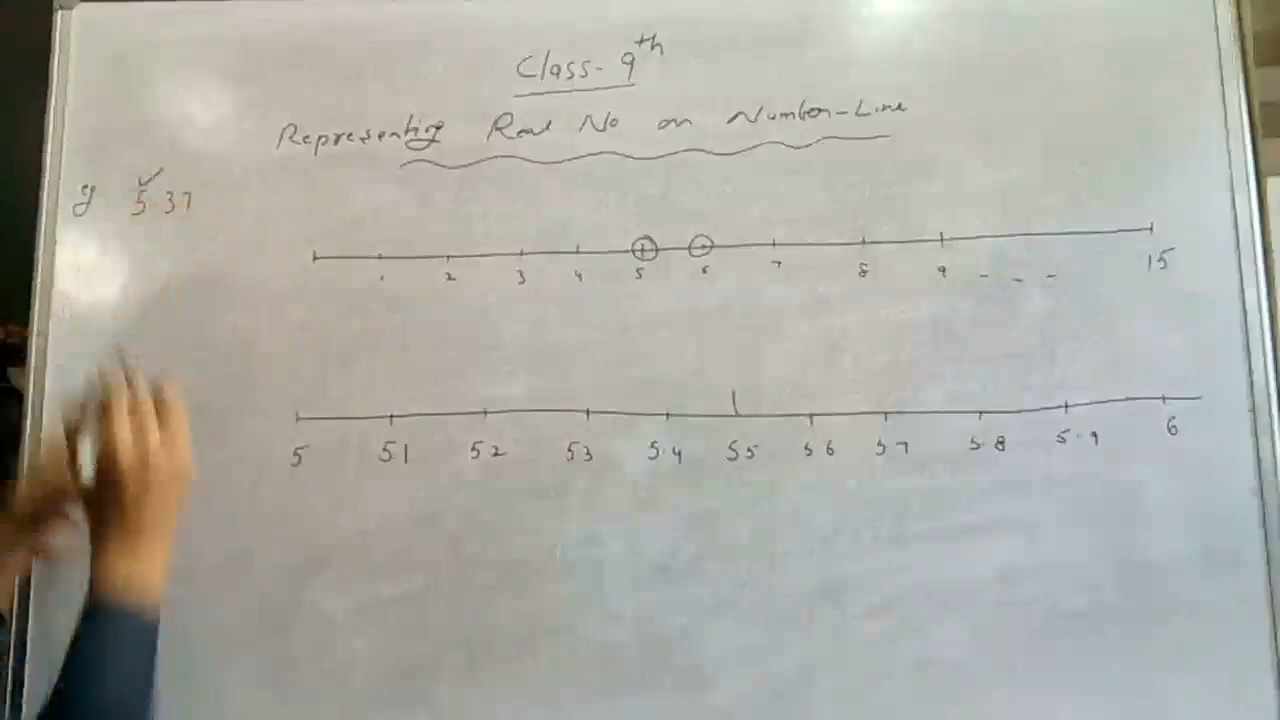 Class-9th
Representing Real No on Number-Line
5.37
1 2 3 4 5 6 7 8 9 - - - 15
5 5.1 5.2 5.3 5.4 5.5 5.6 5.7 5.8 5.9 6